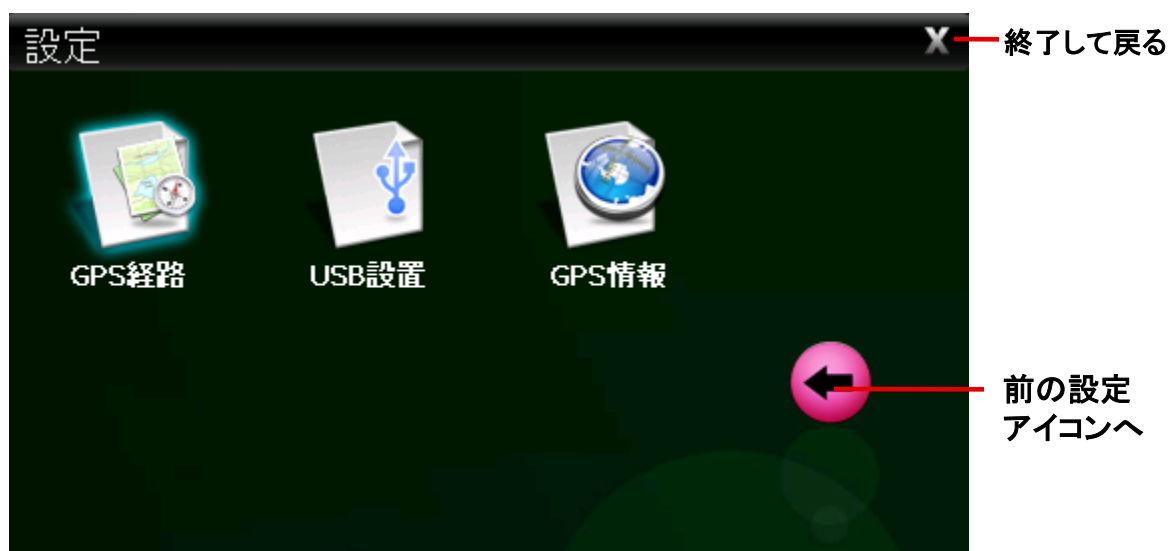 設定
X
終了して戻る
GPS経路
USB設置
GPS情報
前の設定
アイコンへ